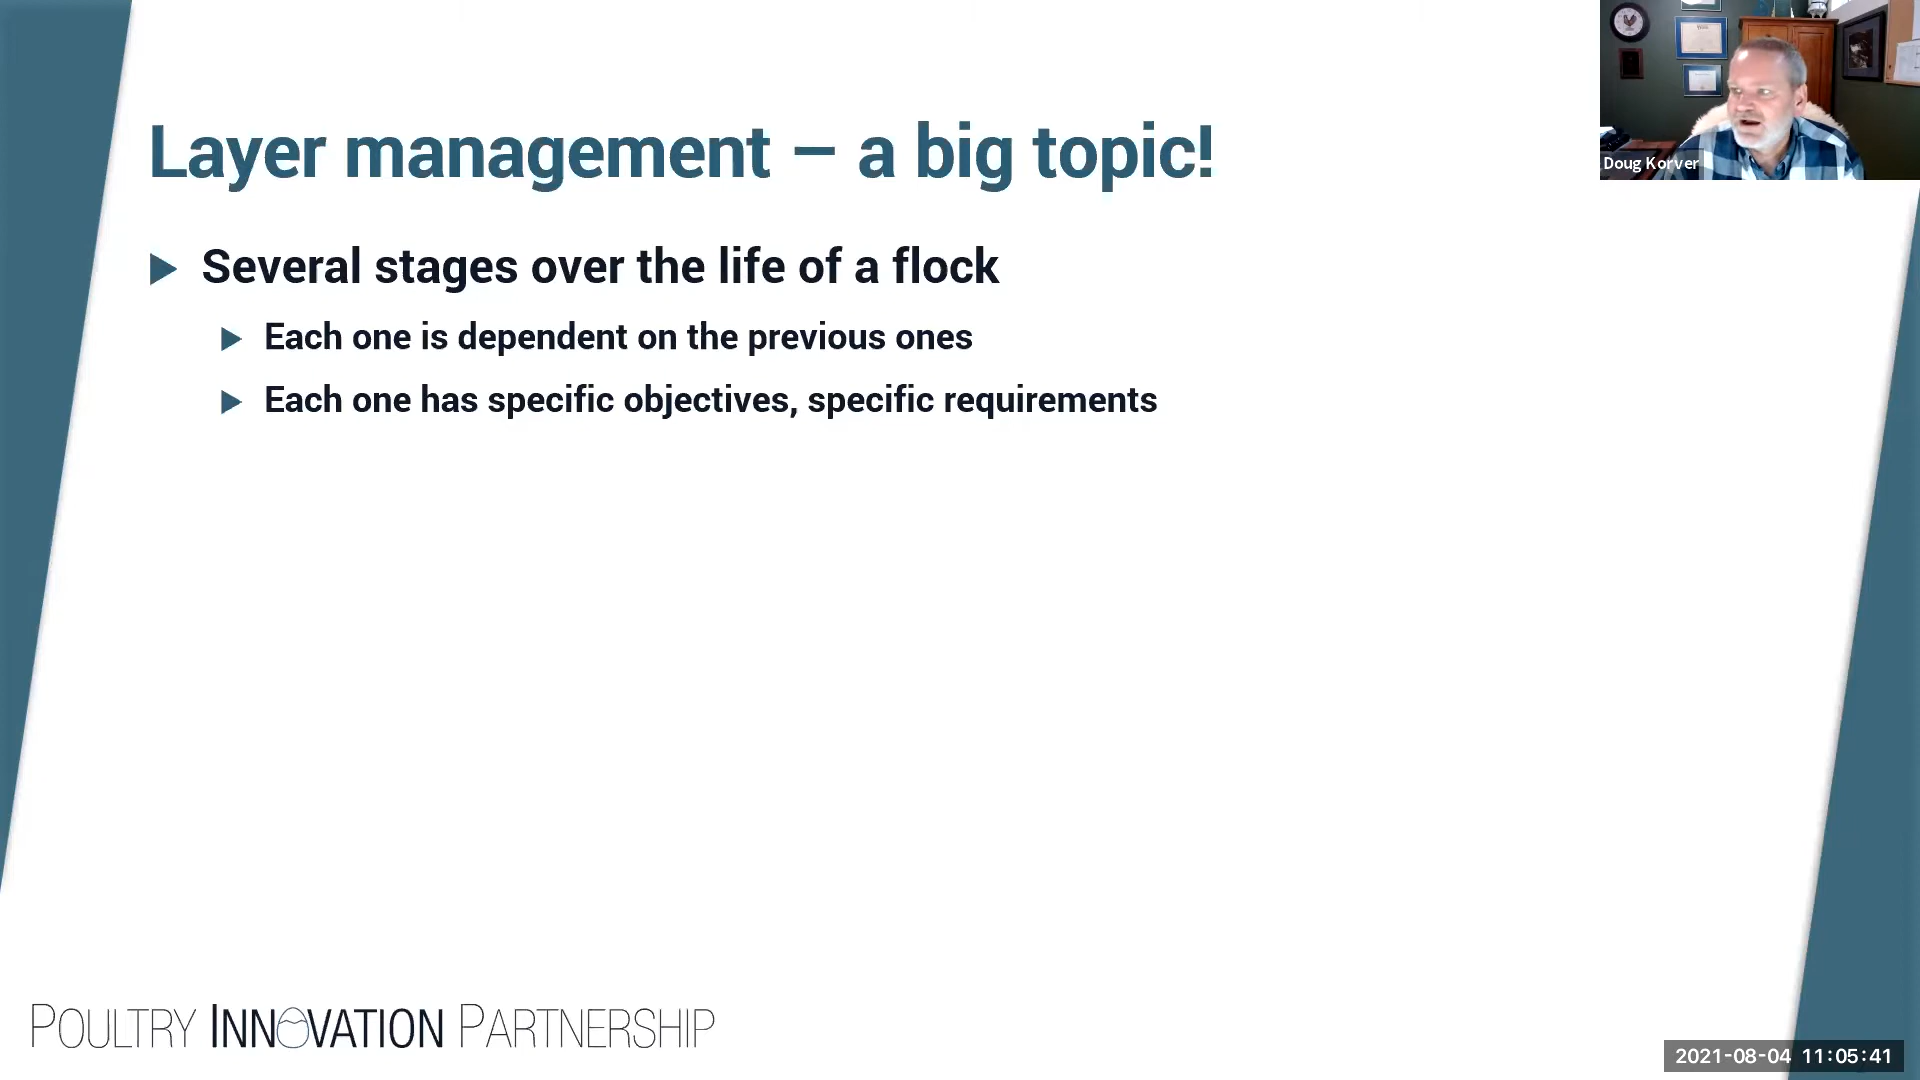 Layer management – a big topic!
Several stages over the life of a flock
Each one is dependent on the previous ones
Each one has specific objectives, specific requirements
Doug Korver
POULTRY INNOVATION PARTNERSHIP
2021-08-04 11:05:41